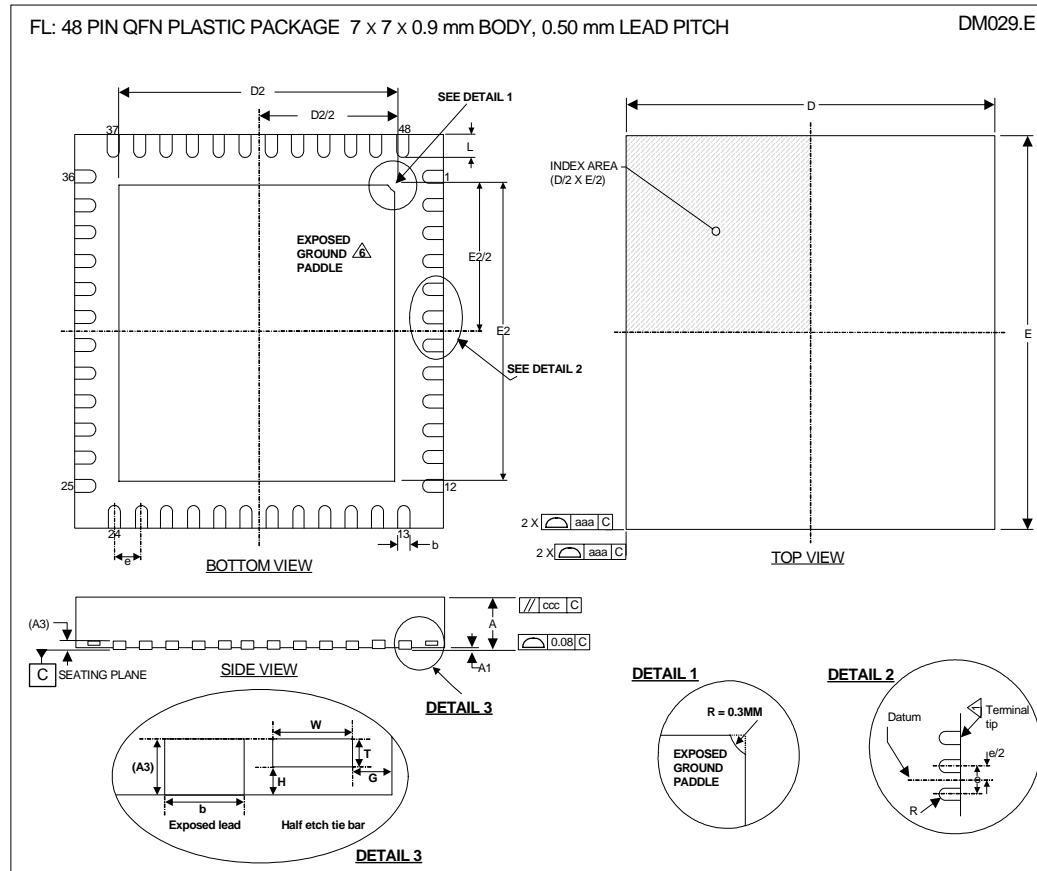 FL: 48 PIN QFN PLASTIC PACKAGE 7 x 7 x 0.9 mm BODY, 0.50 mm LEAD PITCH
DM029.E
D2
D2/2
SEE DETAIL 1
37
48
L
36
1
EXPOSED
GROUND 6
PADDLE
E2/2
E2
SEE DETAIL 2
25
12
24
13
e
b
BOTTOM VIEW
D
INDEX AREA
(D/2 X E/2)
E
2 X aaa C
2 X aaa C
TOP VIEW
(A3)
A
// ccc C
0.08 C
A1
C SEATING PLANE
SIDE VIEW
DETAIL 3
W
(A3)
T
H
G
b
Exposed lead
Half etch tie bar
DETAIL 3
DETAIL 1
R = 0.3MM
EXPOSED
GROUND
PADDLE
DETAIL 2
Datum
Terminal
tip
e/2
R